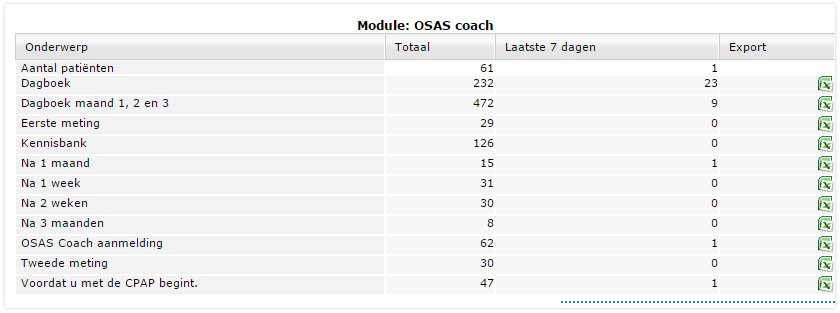 Module: OSAS coach
Onderwerp Totaal Laatste 7 dagen Export
Aantal patiënten 61 1
Dagboek 232 23
Dagboek maand 1, 2 en 3 472 9
Eerste meting 29 0
Kennisbank 126 0
Na 1 maand 15 1
Na 1 week 31 0
Na 2 weken 30 0
Na 3 maanden 8 0
OSAS Coach aanmelding 62 1
Tweede meting 30 0
Voordat u met de CPAP begint. 47 1